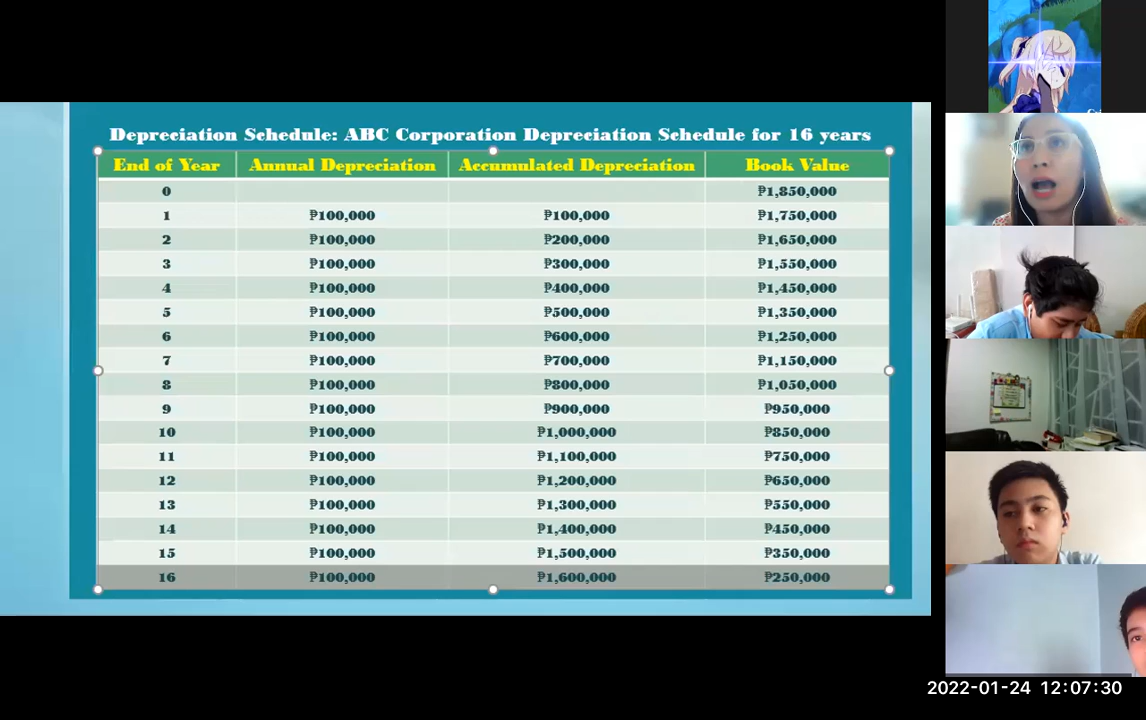 Depreciation Schedule: ABC Corporation Depreciation Schedule for 16 years
End of Year Annual Depreciation Accumulated Depreciation Book Value
0 ₱1,850,000
1 ₱100,000 ₱100,000 ₱1,750,000
2 ₱100,000 ₱200,000 ₱1,650,000
3 ₱100,000 ₱300,000 ₱1,550,000
4 ₱100,000 ₱400,000 ₱1,450,000
5 ₱100,000 ₱500,000 ₱1,350,000
6 ₱100,000 ₱600,000 ₱1,250,000
7 ₱100,000 ₱700,000 ₱1,150,000
8 ₱100,000 ₱800,000 ₱1,050,000
9 ₱100,000 ₱900,000 ₱950,000
10 ₱100,000 ₱1,000,000 ₱850,000
11 ₱100,000 ₱1,100,000 ₱750,000
12 ₱100,000 ₱1,200,000 ₱650,000
13 ₱100,000 ₱1,300,000 ₱550,000
14 ₱100,000 ₱1,400,000 ₱450,000
15 ₱100,000 ₱1,500,000 ₱350,000
16 ₱100,000 ₱1,600,000 ₱250,000
2022-01-24 12:07:30